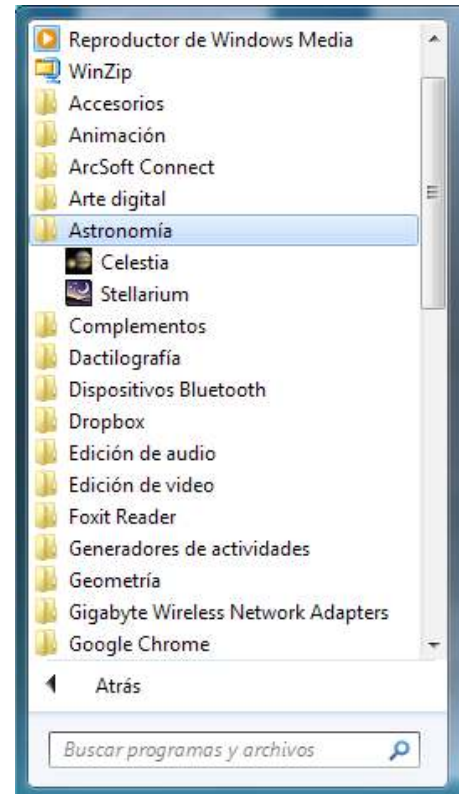 Reproductor de Windows Media
WinZip
Accesorios
Animación
ArcSoft Connect
Arte digital
Astronomía
Celestia
Stellarium
Complementos
Dactilografía
Dispositivos Bluetooth
Dropbox
Edición de audio
Edición de video
Foxit Reader
Generadores de actividades
Geometría
Gigabyte Wireless Network Adapters
Google Chrome
Atrás
Buscar programas y archivos